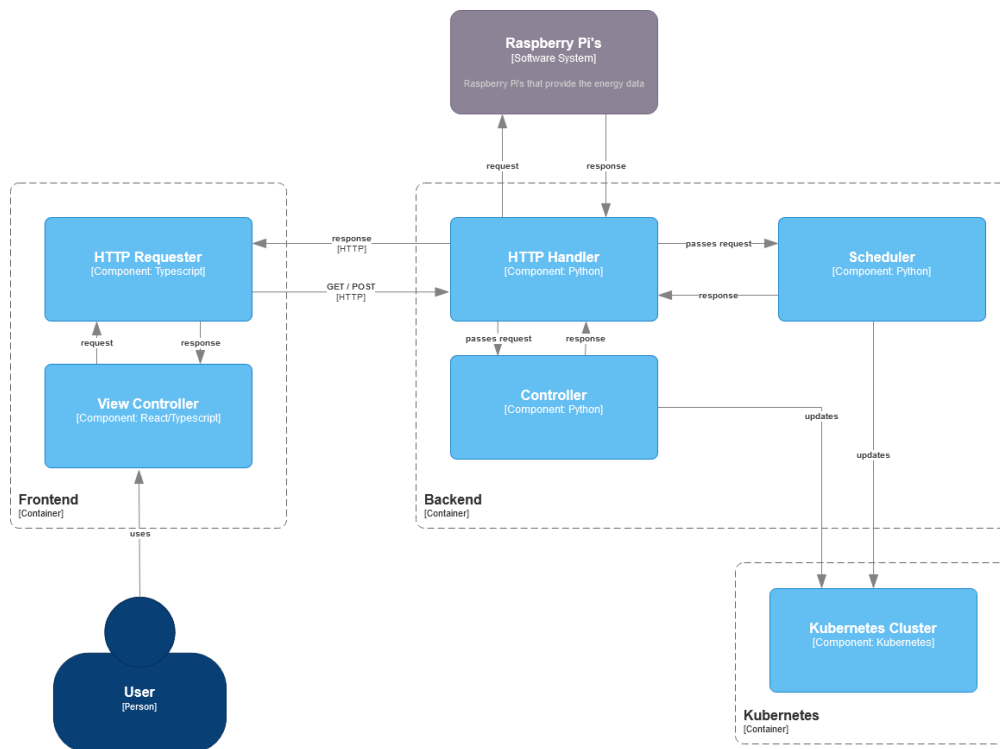 Raspberry Pi's
[Software System]
Raspberry Pi's that provide the energy data
request
response
HTTP Requester
[Component: Typescript]
response
[HTTP]
GET / POST
[HTTP]
HTTP Handler
[Component: Python]
passes request
response
Scheduler
[Component: Python]
request
response
passes request
response
View Controller
[Component: React/Typescript]
Controller
[Component: Python]
updates
updates
Frontend
[Container]
Backend
[Container]
uses
Kubernetes Cluster
[Component: Kubernetes]
User
[Person]
Kubernetes
[Container]